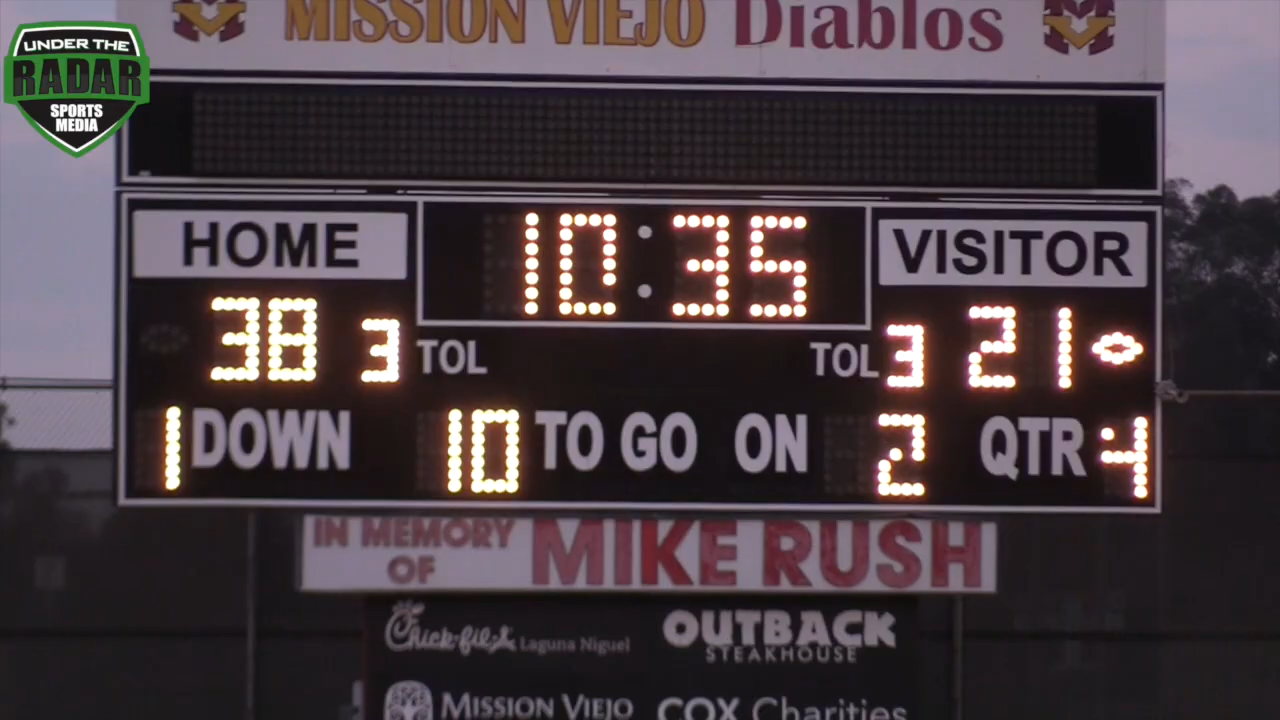 MISSION VIEJO Diablos
UNDER THE
RADAR
SPORTS
MEDIA
HOME 10:35 VISITOR
38 3 TOL TOL 3 21
1 DOWN 10 TO GO ON 2 QTR 4
IN MEMORY
OF
MIKE RUSH
Chick-fil-A Laguna Niguel
OUTBACK
STEAKHOUSE
MISSION VIEJO
COX Charities